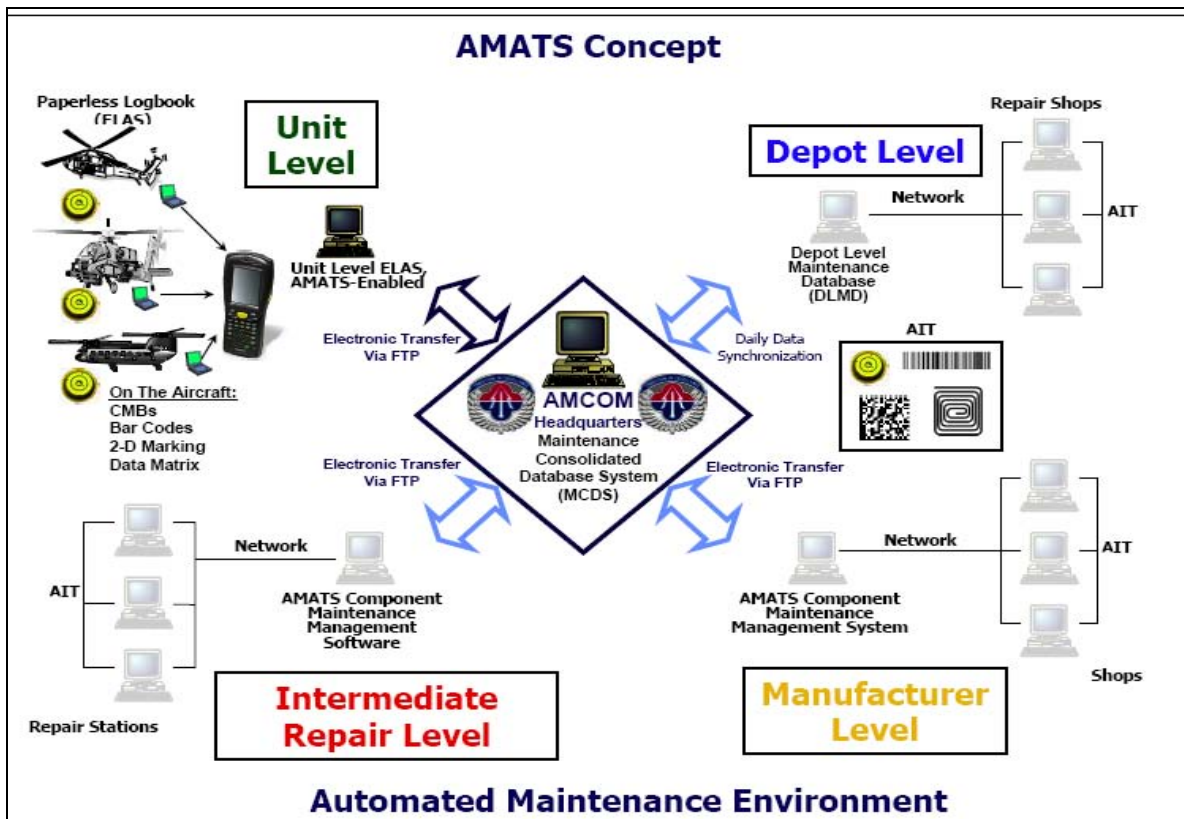 AMATS Concept
Paperless Logbook
(ELAS)
Unit
Level
Unit Level ELAS,
AMATS-Enabled
On The Aircraft:
CMBs
Bar Codes
2-D Marking
Data Matrix
Electronic Transfer
Via FTP
Depot Level
Repair Shops
Network
AIT
Depot Level
Maintenance
Database
(DLMD)
Daily Data
Synchronization
AIT
AMCOM
Headquarters
Maintenance
Consolidated
Database System
(MCDS)
Electronic Transfer
Via FTP
Electronic Transfer
Via FTP
AIT
Network
AMATS Component
Maintenance
Management
Software
Repair Stations
Intermediate
Repair Level
Network
AIT
AMATS Component
Maintenance
Management System
Shops
Manufacturer
Level
Automated Maintenance Environment